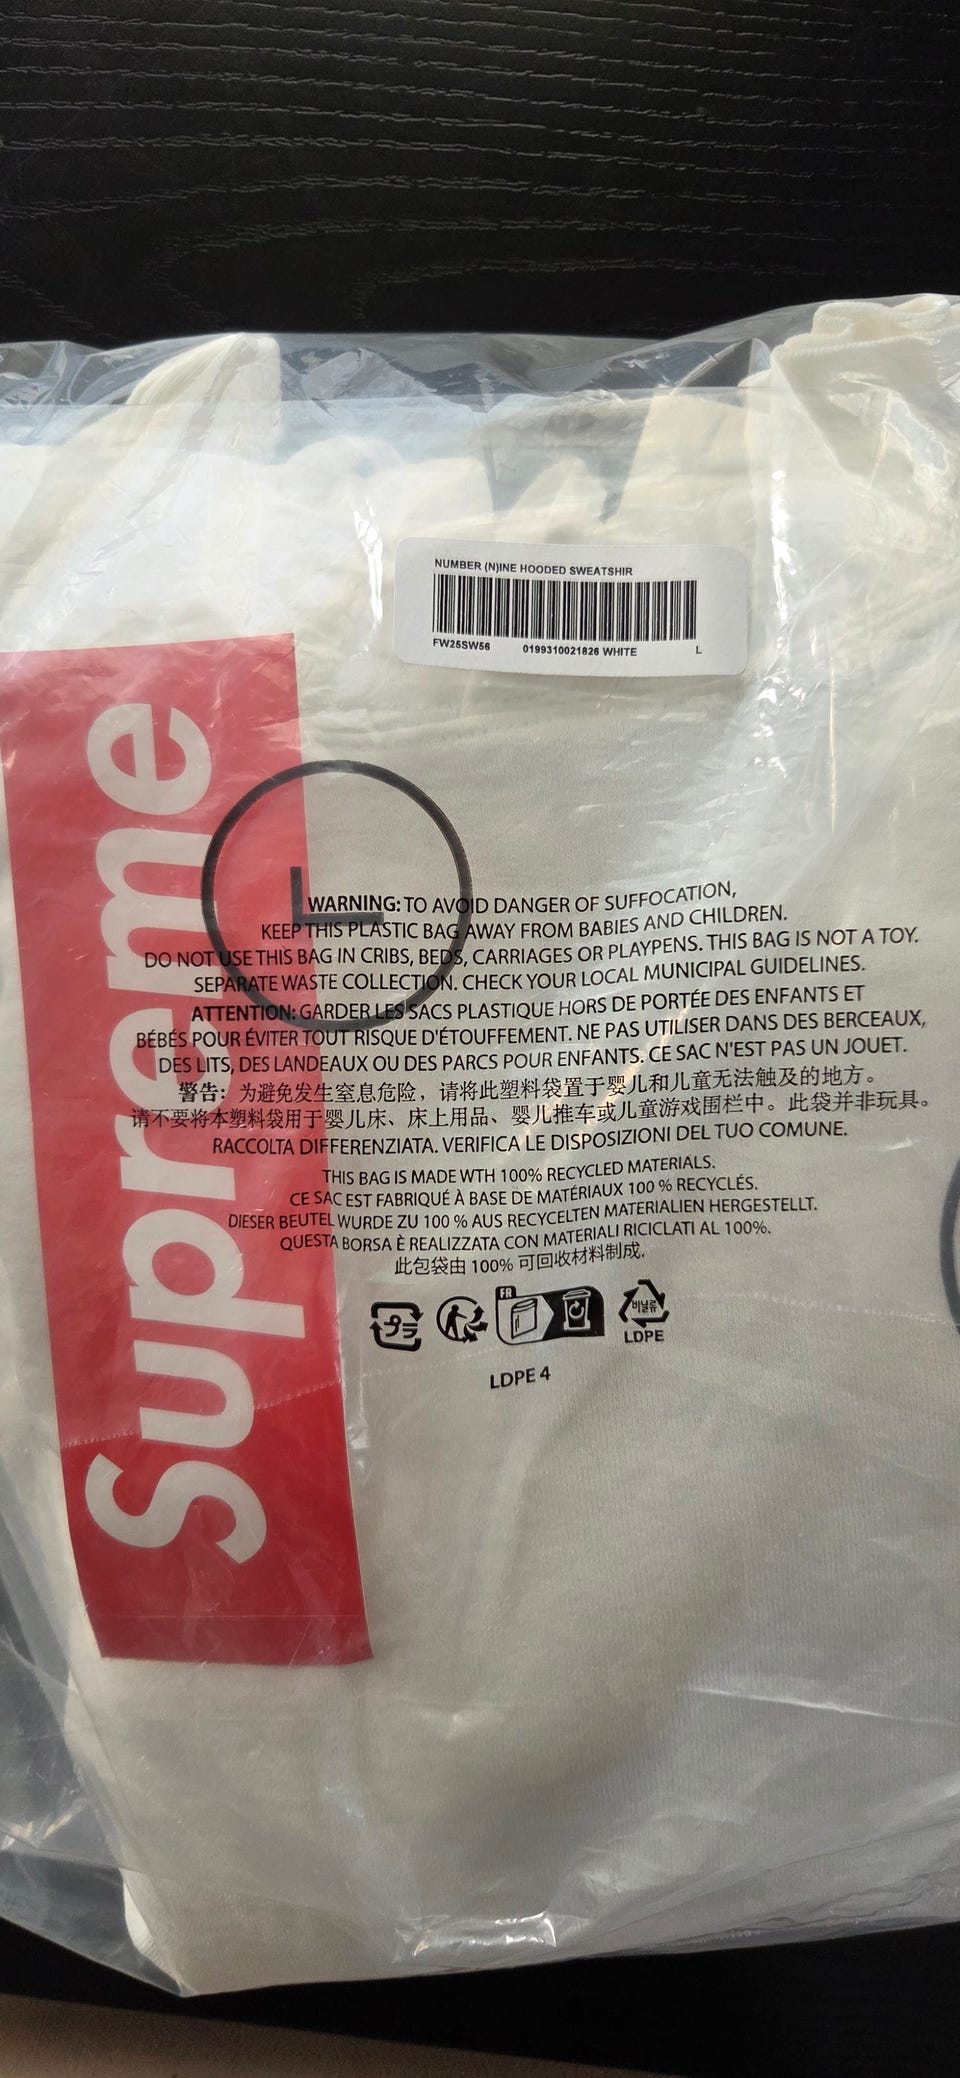 NUMBER (N)INE HOODED SWEATSHIR
FW25SW56 0199310021826 WHITE L
Supreme
L
WARNING: TO AVOID DANGER OF SUFFOCATION,
KEEP THIS PLASTIC BAG AWAY FROM BABIES AND CHILDREN.
DO NOT USE THIS BAG IN CRIBS, BEDS, CARRIAGES OR PLAYPENS. THIS BAG IS NOT A TOY.
SEPARATE WASTE COLLECTION. CHECK YOUR LOCAL MUNICIPAL GUIDELINES.
ATTENTION: GARDER LES SACS PLASTIQUE HORS DE PORTÉE DES ENFANTS ET
BÉBÉS POUR ÉVITER TOUT RISQUE D'ÉTOUFFEMENT. NE PAS UTILISER DANS DES BERCEAUX,
DES LITS, DES LANDEAUX OU DES PARCS POUR ENFANTS. CE SAC N'EST PAS UN JOUET.
警告：为避免发生窒息危险，请将此塑料袋置于婴儿和儿童无法触及的地方。
请不要将本塑料袋用于婴儿床、床上用品、婴儿推车或儿童游戏围栏中。此袋并非玩具。
RACCOLTA DIFFERENZIATA. VERIFICA LE DISPOSIZIONI DEL TUO COMUNE.
THIS BAG IS MADE WTH 100% RECYCLED MATERIALS.
CE SAC EST FABRIQUÉ À BASE DE MATÉRIAUX 100 % RECYCLÉS.
DIESER BEUTEL WURDE ZU 100 % AUS RECYCELTEN MATERIALIEN HERGESTELLT.
QUESTA BORSA È REALIZZATA CON MATERIALI RICICLATI AL 100%.
此包袋由 100% 可回收材料制成.
プラ FR 비닐류
LDPE
LDPE 4